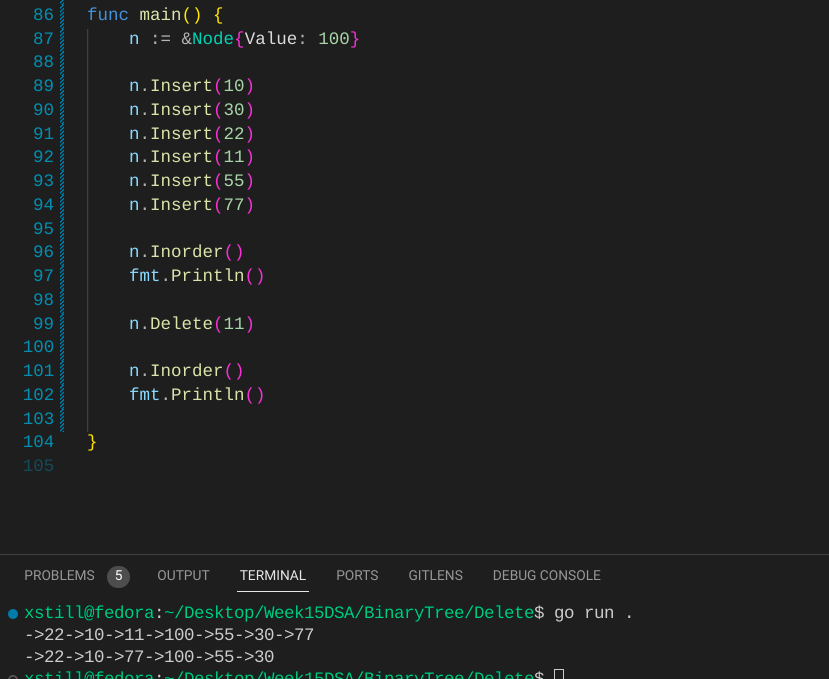 86 func main() {
87 n := &Node{Value: 100}
88
89 n.Insert(10)
90 n.Insert(30)
91 n.Insert(22)
92 n.Insert(11)
93 n.Insert(55)
94 n.Insert(77)
95
96 n.Inorder()
97 fmt.Println()
98
99 n.Delete(11)
100
101 n.Inorder()
102 fmt.Println()
103
104 }
105
PROBLEMS 5 OUTPUT TERMINAL PORTS GITLENS DEBUG CONSOLE
xstill@fedora:~/Desktop/Week15DSA/BinaryTree/Delete$ go run .
->22->10->11->100->55->30->77
->22->10->77->100->55->30
xstill@fedora:~/Desktop/Week15DSA/BinaryTree/Delete$